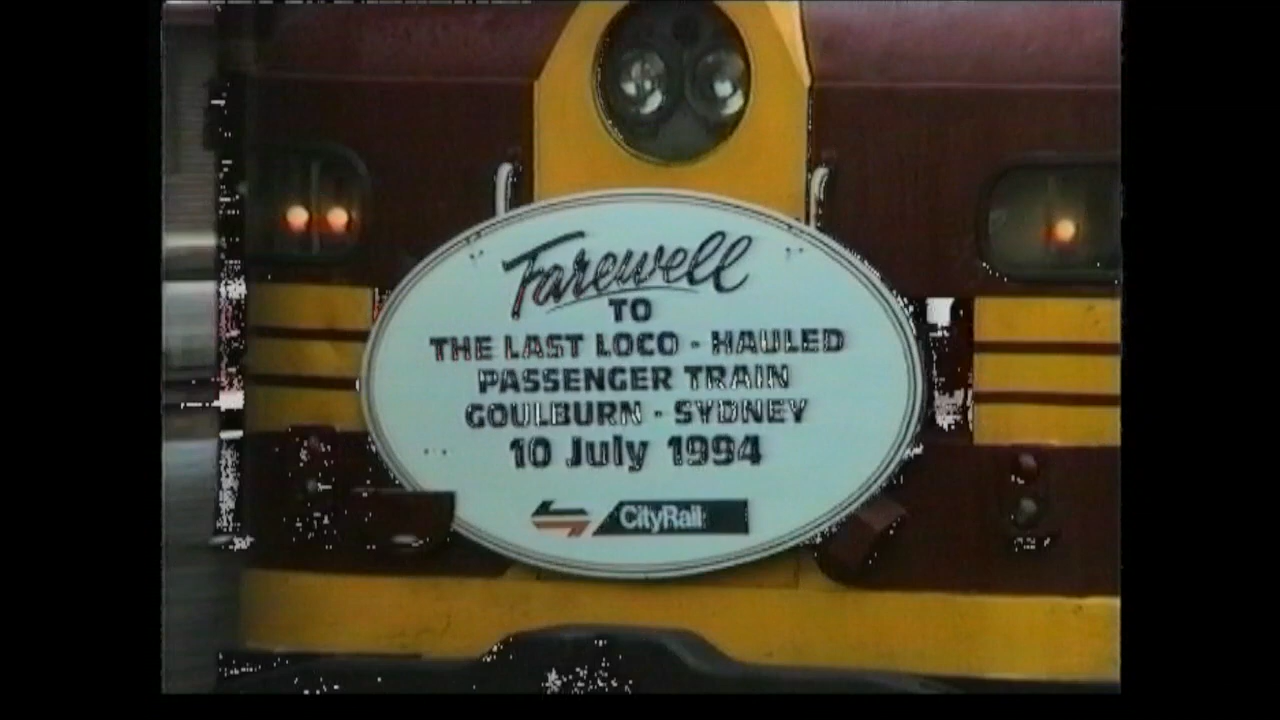 Farewell
TO
THE LAST LOCO - HAULED
PASSENGER TRAIN
GOULBURN - SYDNEY
10 July 1994
CityRail